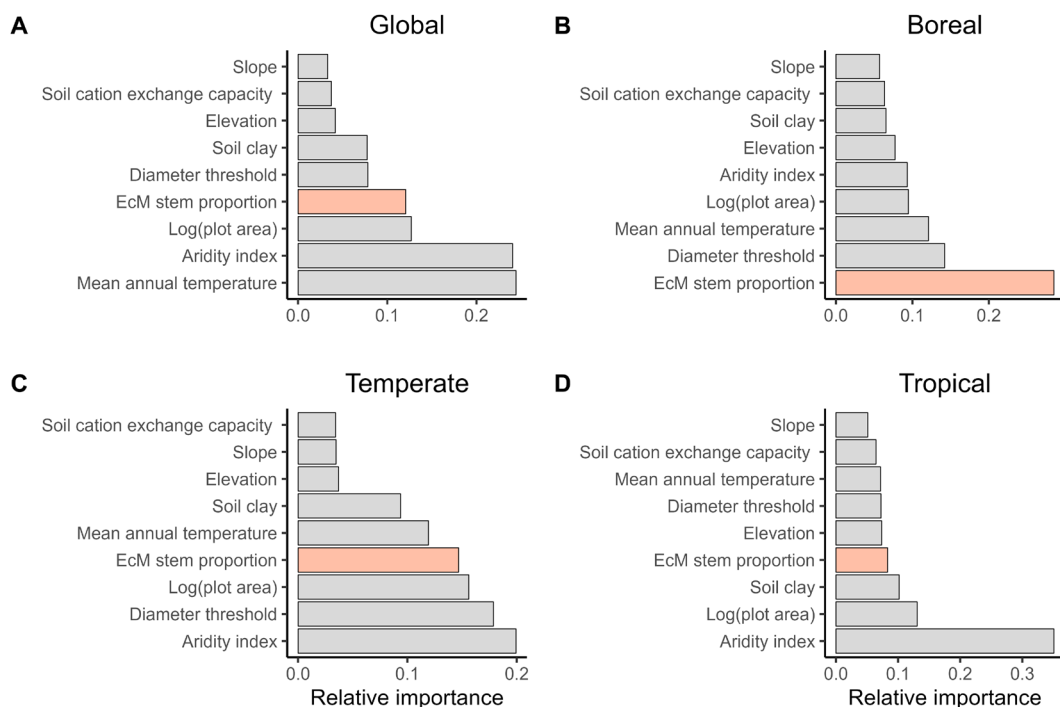 A
Global
Slope
Soil cation exchange capacity
Elevation
Soil clay
Diameter threshold
EcM stem proportion
Log(plot area)
Aridity index
Mean annual temperature
0.0
0.1
0.2
B
Boreal
Slope
Soil cation exchange capacity
Soil clay
Elevation
Aridity index
Log(plot area)
Mean annual temperature
Diameter threshold
EcM stem proportion
0.0
0.1
0.2
C
Temperate
Soil cation exchange capacity
Slope
Elevation
Soil clay
Mean annual temperature
EcM stem proportion
Log(plot area)
Diameter threshold
Aridity index
0.0
0.1
0.2
Relative importance
D
Tropical
Slope
Soil cation exchange capacity
Mean annual temperature
Diameter threshold
Elevation
EcM stem proportion
Soil clay
Log(plot area)
Aridity index
0.0
0.1
0.2
0.3
Relative importance